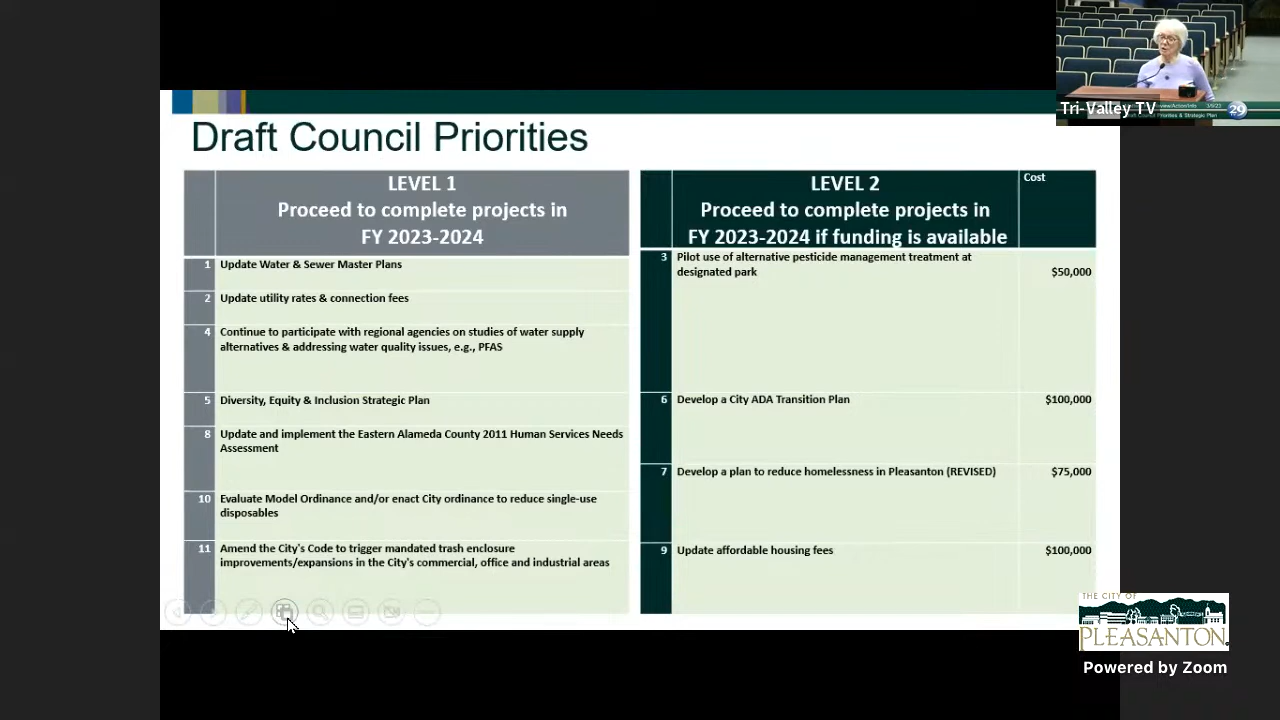 Draft Council Priorities
LEVEL 1
Proceed to complete projects in
FY 2023-2024
1 Update Water & Sewer Master Plans
2 Update utility rates & connection fees
4 Continue to participate with regional agencies on studies of water supply
alternatives & addressing water quality issues, e.g., PFAS
5 Diversity, Equity & Inclusion Strategic Plan
8 Update and implement the Eastern Alameda County 2011 Human Services Needs
Assessment
10 Evaluate Model Ordinance and/or enact City ordinance to reduce single-use
disposables
11 Amend the City's Code to trigger mandated trash enclosure
improvements/expansions in the City's commercial, office and industrial areas
LEVEL 2
Proceed to complete projects in
FY 2023-2024 if funding is available
Cost
3 Pilot use of alternative pesticide management treatment at
designated park $50,000
6 Develop a City ADA Transition Plan $100,000
7 Develop a plan to reduce homelessness in Pleasanton (REVISED) $75,000
9 Update affordable housing fees $100,000
Tri-Valley TV
29
Council Priorities & Strategic Plan
THE CITY OF
PLEASANTON
Powered by Zoom